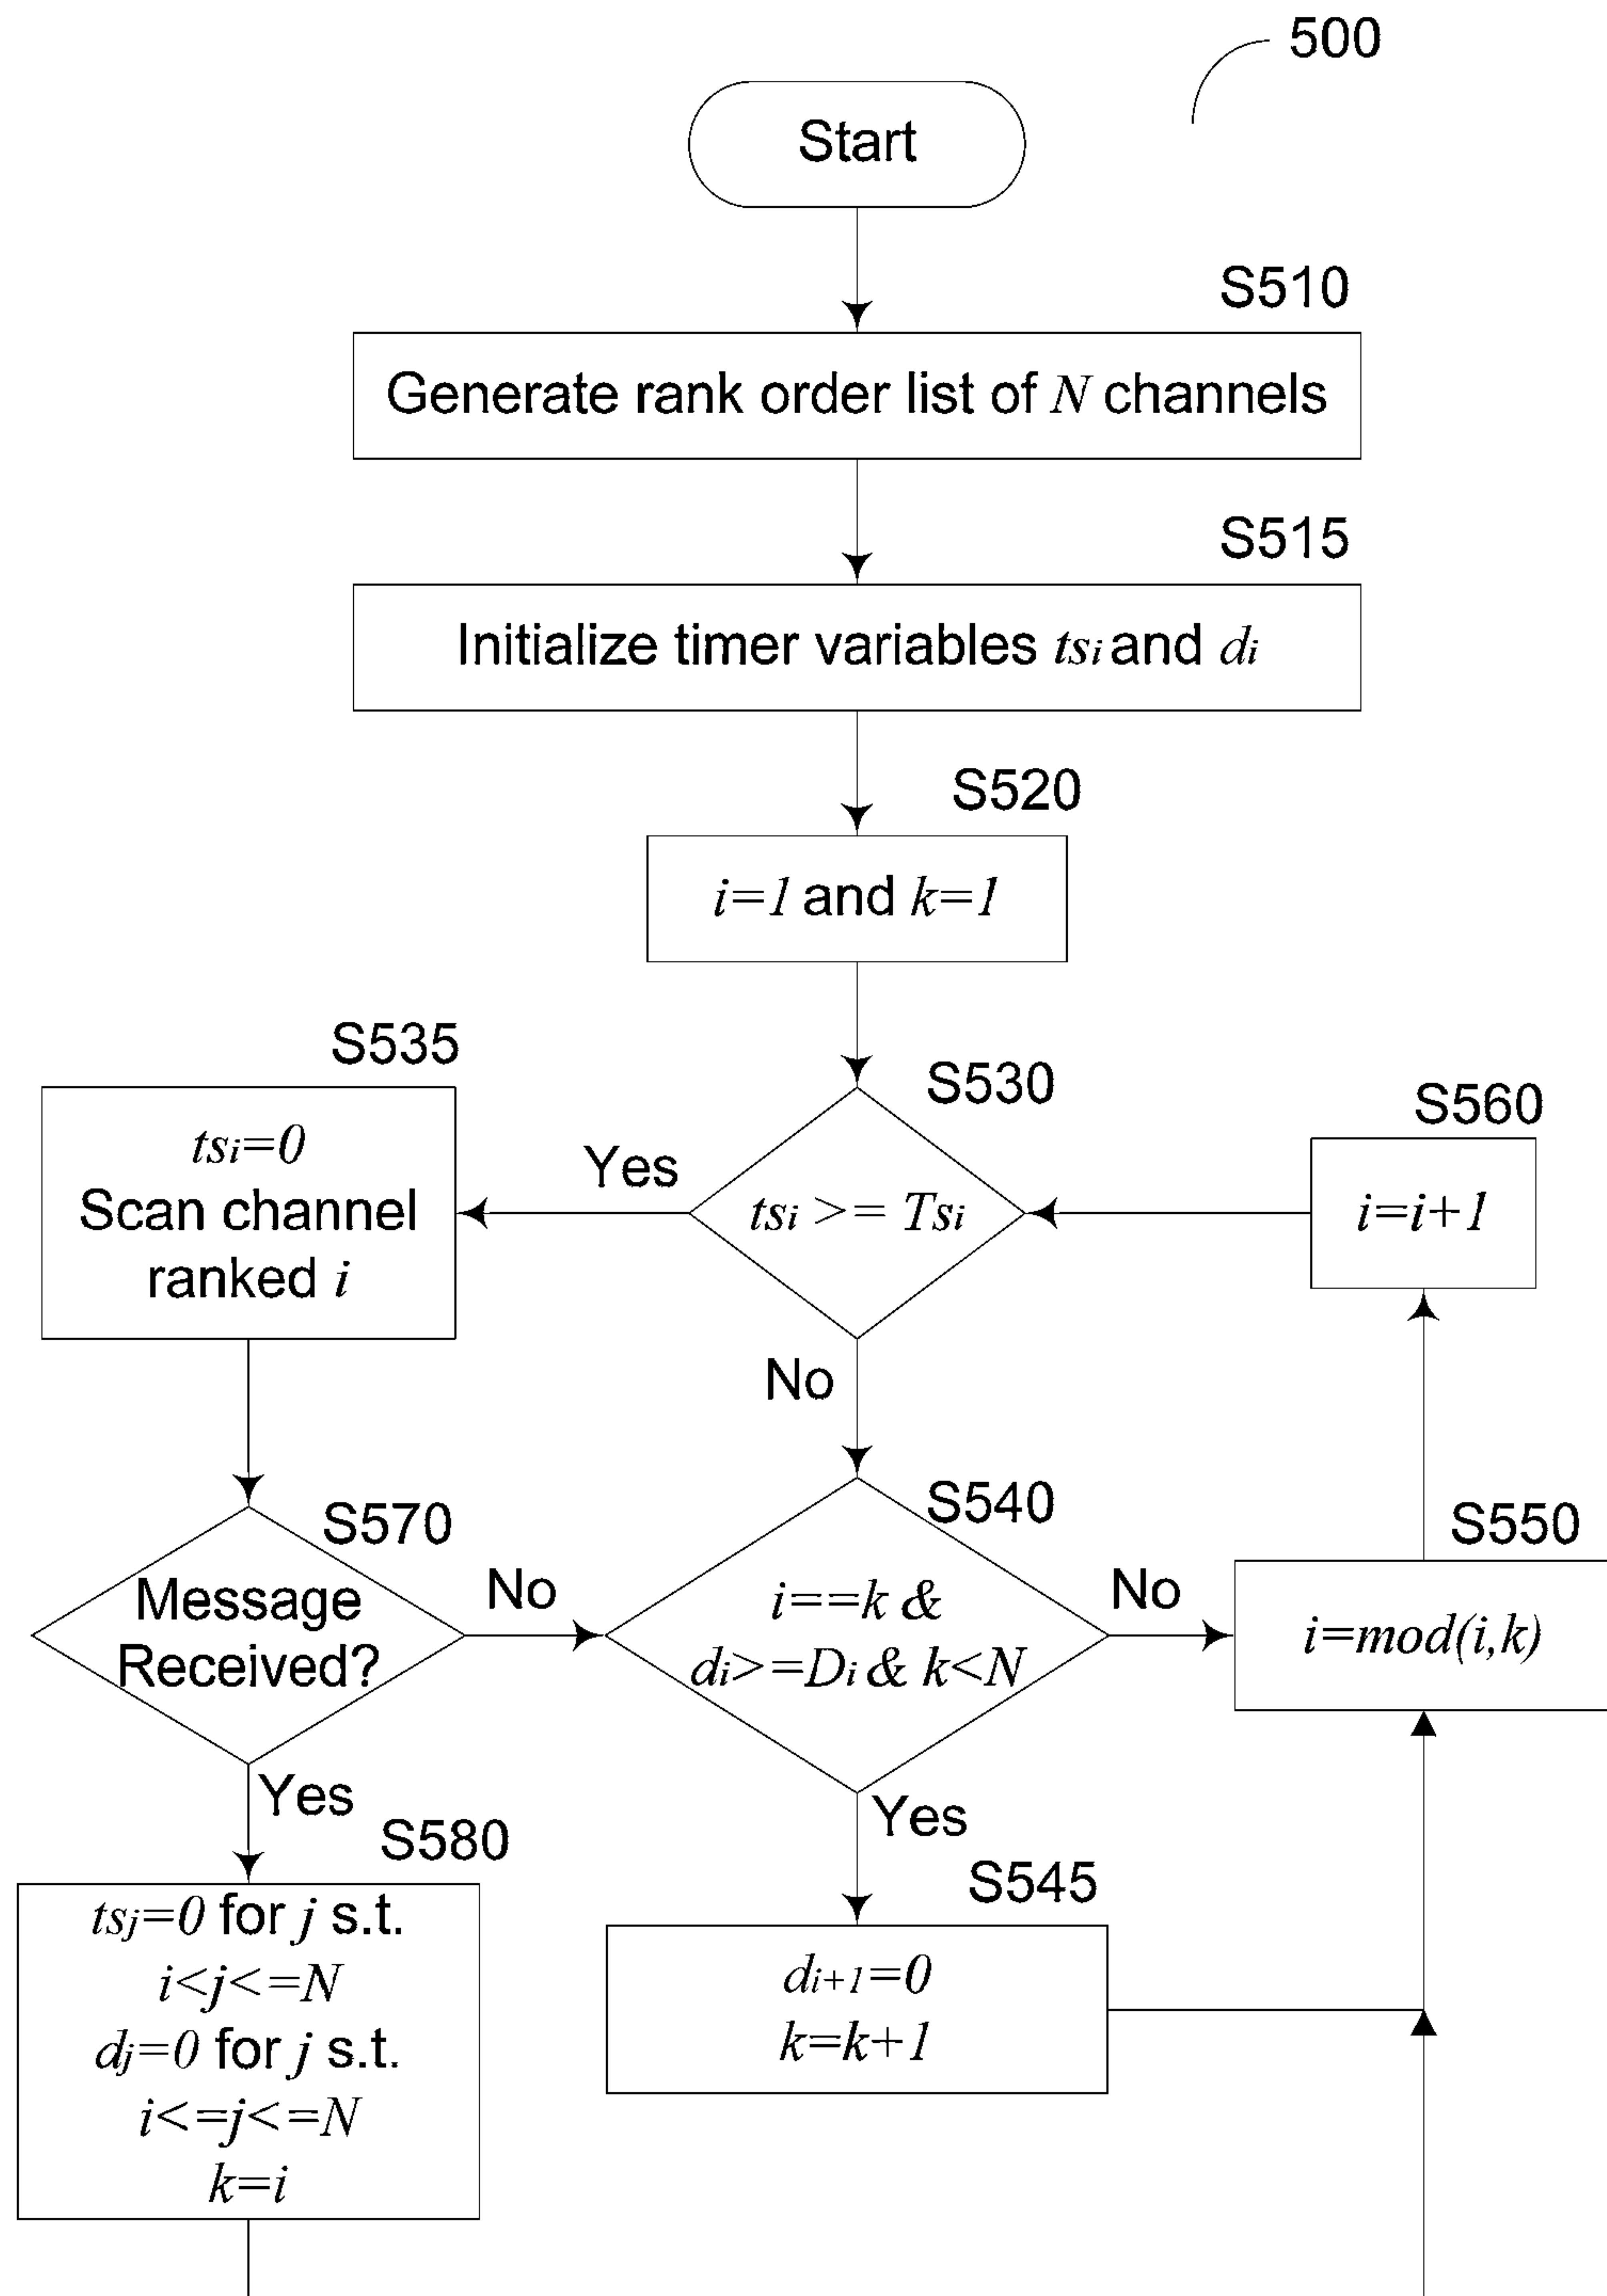 500
Start
S510
Generate rank order list of N channels
S515
Initialize timer variables tsi and di
S520
i=1 and k=1
S535
tsi=0
Scan channel
ranked i
S530
Yes
tsi >= Tsi
No
S560
i=i+1
S570
Message
Received?
No
Yes
S540
i==k &
di>=Di & k<N
No
Yes
S550
i=mod(i,k)
S580
tsj=0 for j s.t.
i<j<=N
dj=0 for j s.t.
i<=j<=N
k=i
S545
di+1=0
k=k+1